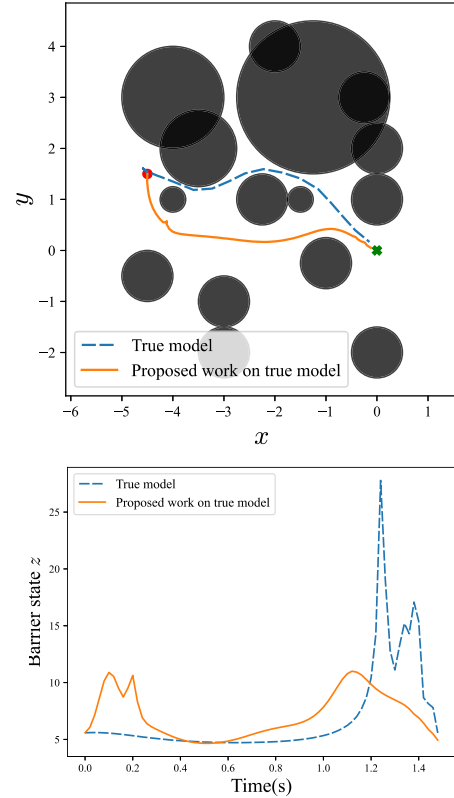 4
3
2
y
1
0
−1
−2
True model
Proposed work on true model
−6 −5 −4 −3 −2 −1 0 1
x
True model
Proposed work on true model
25
20
Barrier state z
15
10
5
0.0 0.2 0.4 0.6 0.8 1.0 1.2 1.4
Time(s)